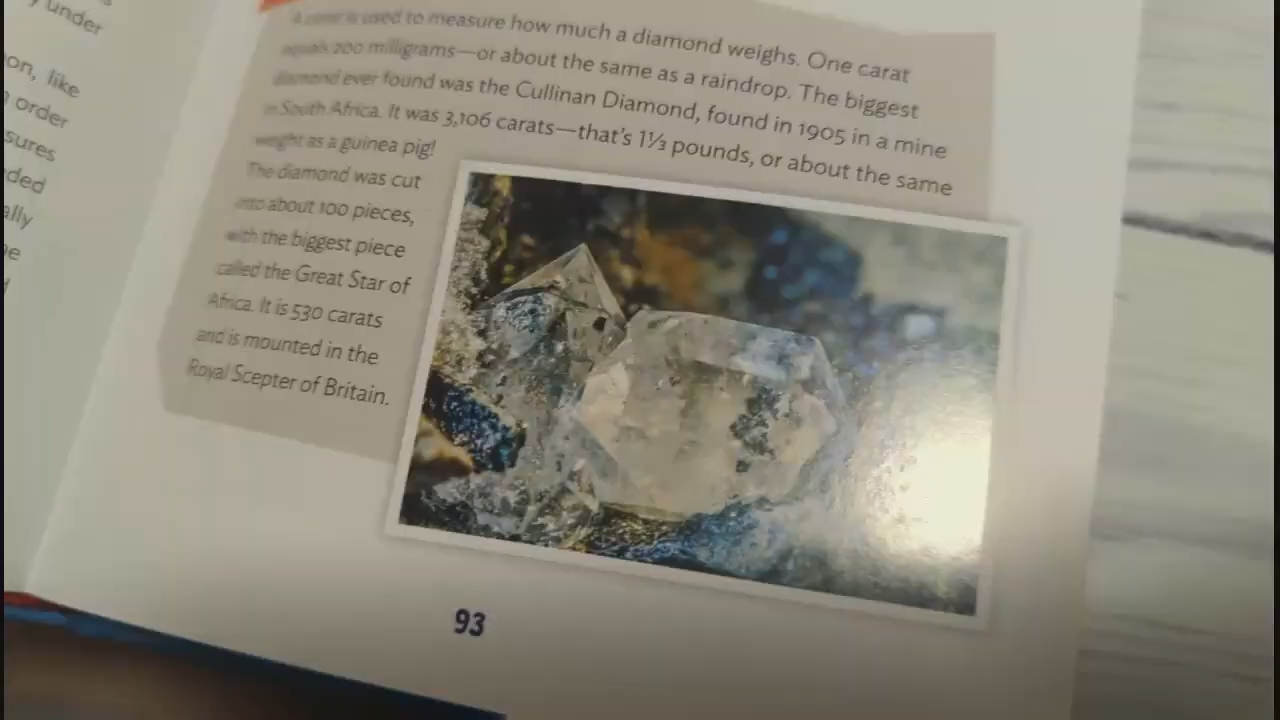 y under
on, like
order
sures
ded
ally
A carat is used to measure how much a diamond weighs. One carat
equals 200 milligrams—or about the same as a raindrop. The biggest
diamond ever found was the Cullinan Diamond, found in 1905 in a mine
in South Africa. It was 3,106 carats—that's 1⅓ pounds, or about the same
weight as a guinea pig!
The diamond was cut
into about 100 pieces,
with the biggest piece
called the Great Star of
Africa. It is 530 carats
and is mounted in the
Royal Scepter of Britain.
93